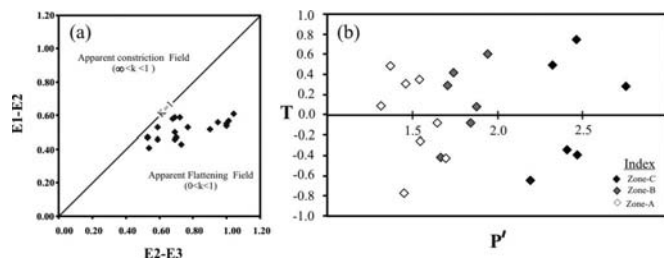 (a)
1.20
1.00
0.80
0.60
0.40
0.20
0.00
E1-E2
Apparent constriction Field
(∞<k <1)
K=1
Apparent Flattening Field
(0<k<1)
0.00 0.20 0.40 0.60 0.80 1.00 1.20
E2-E3
(b)
1.0
0.8
0.6
0.4
0.2
0.0
-0.2
-0.4
-0.6
-0.8
-1.0
T
1.5 2.0 2.5
Index
Zone-C
Zone-B
Zone-A
P′